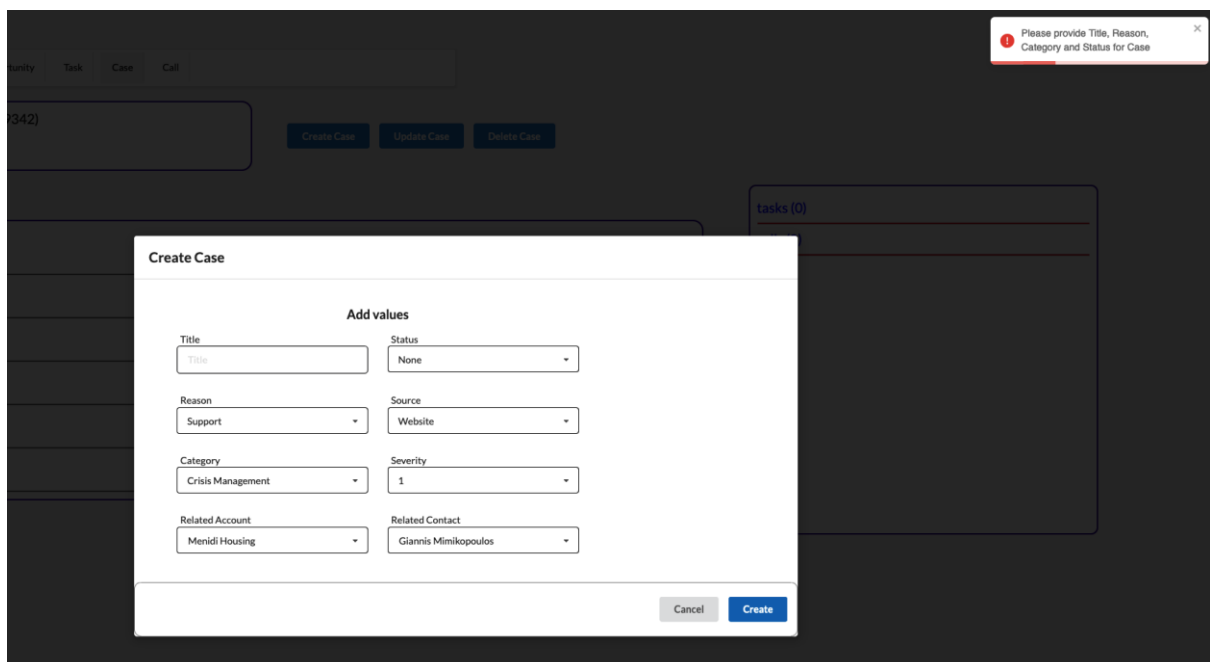 Please provide Title, Reason,
Category and Status for Case
Task Case Call
9342)
Create Case Update Case Delete Case
tasks (0)
Create Case
Add values
Title Status
Title None
Reason Source
Support Website
Category Severity
Crisis Management 1
Related Account Related Contact
Menidi Housing Giannis Mimikopoulos
Cancel Create